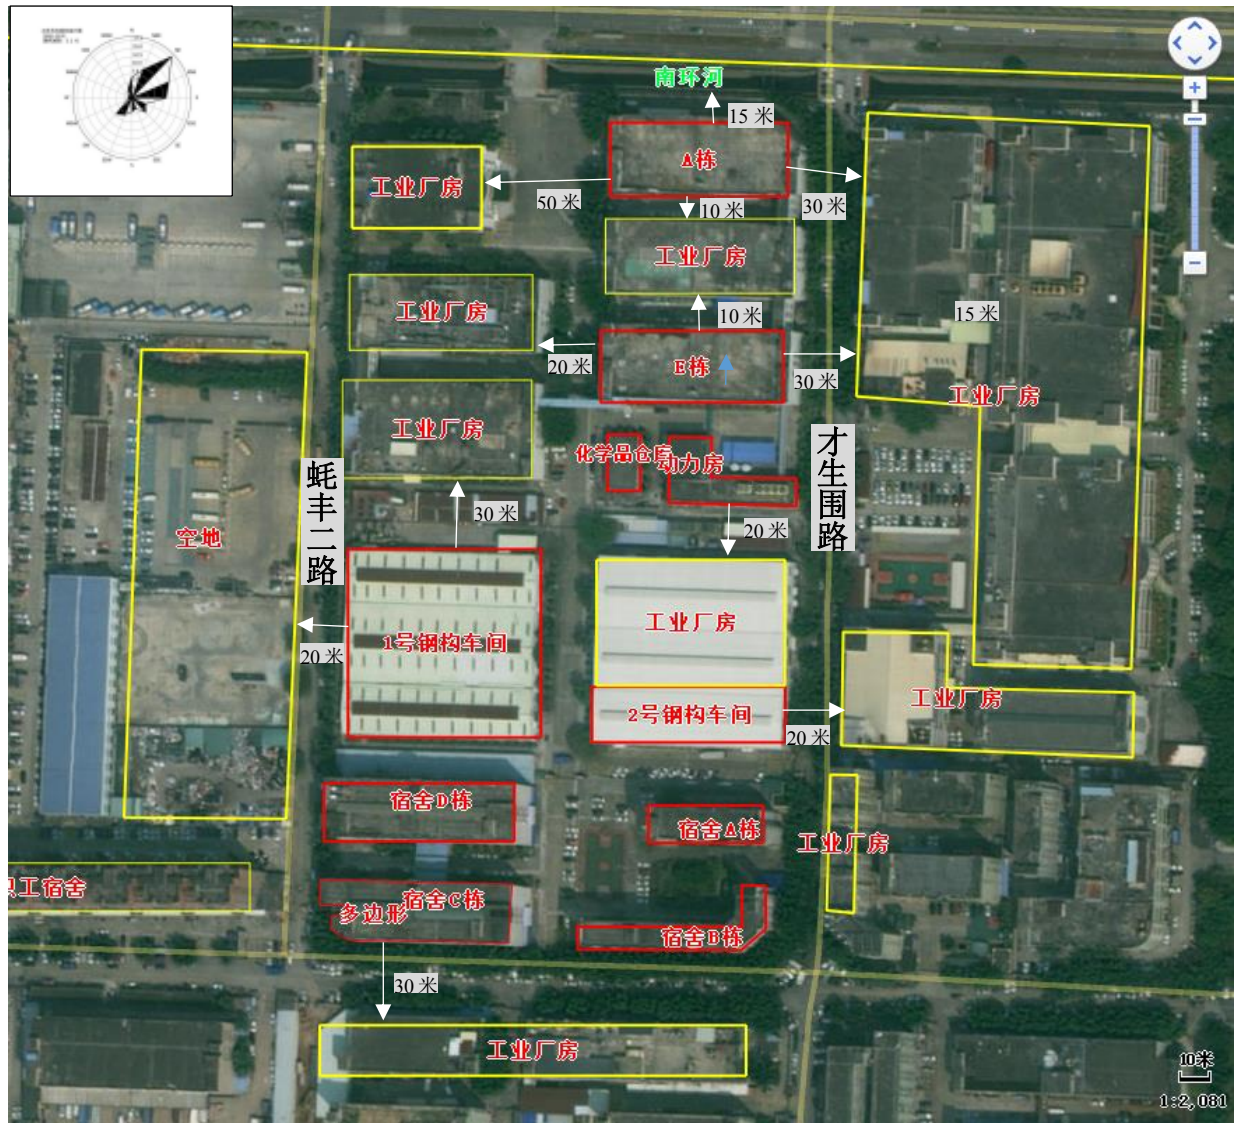 南环河
15 米
A栋
工业厂房
50 米
10 米
30 米
工业厂房
工业厂房
10 米
15 米
E栋
20 米
30 米
工业厂房
工业厂房
才生围路
化学品仓库
动力房
蚝丰二路
30 米
20 米
空地
工业厂房
1号钢构车间
20 米
工业厂房
2号钢构车间
20 米
宿舍D栋
宿舍A栋
工业厂房
职工宿舍
宿舍C栋
多边形
宿舍B栋
30 米
工业厂房
10米
1:2,081